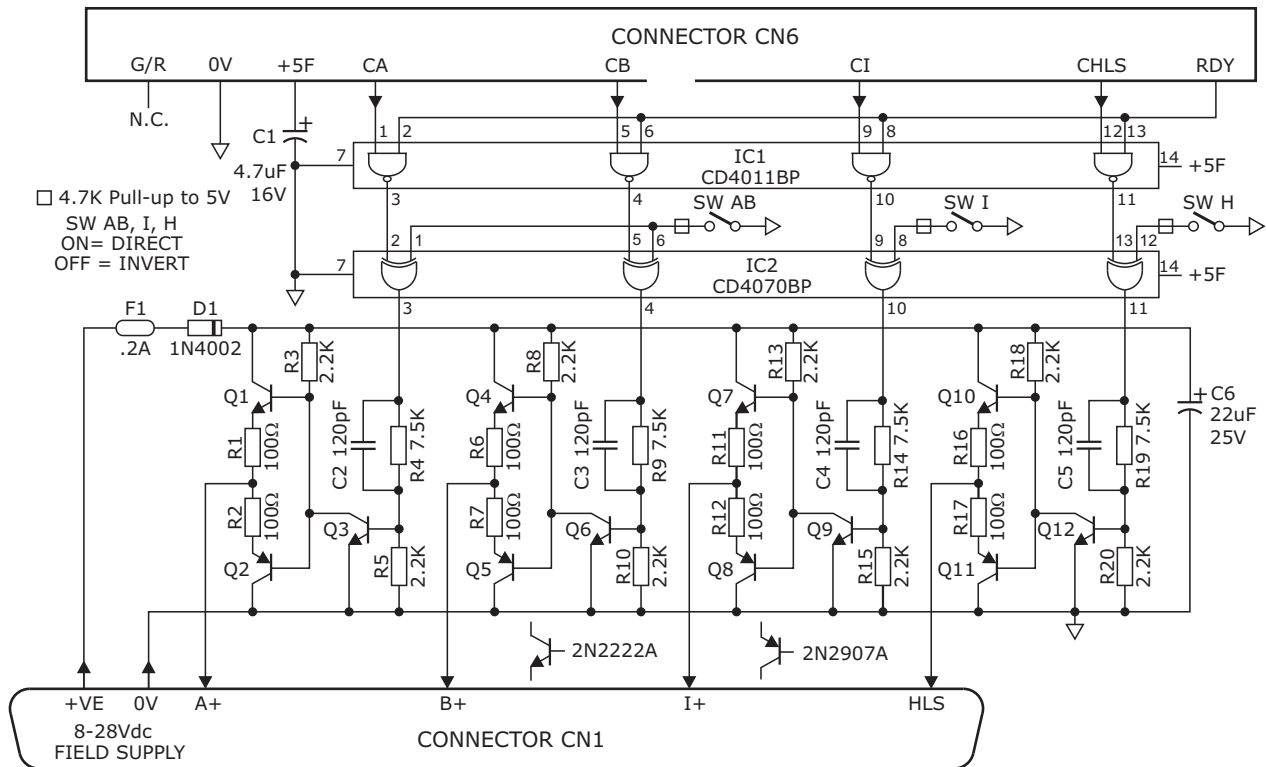 CONNECTOR CN6
G/R 0V +5F CA CB CI CHLS RDY
N.C.
C1 + 1 2 5 6 9 8 12 13
4.7uF
16V
7 IC1 14 +5F
CD4011BP
3 4 10 11
□ 4.7K Pull-up to 5V
SW AB, I, H
ON= DIRECT
OFF = INVERT
SW AB SW I SW H
2 1 5 6 9 8 13 12
7 IC2 14 +5F
CD4070BP
3 4 10 11
F1 D1
.2A 1N4002
R3 2.2K R8 2.2K R13 2.2K R18 2.2K
Q1 Q4 Q7 Q10
+ C6
22uF
25V
R1 100Ω C2 120pF R4 7.5K R6 100Ω C3 120pF R9 7.5K R11 100Ω C4 120pF R14 7.5K R16 100Ω C5 120pF R19 7.5K
R2 100Ω Q3 R7 100Ω Q6 R12 100Ω Q9 R17 100Ω Q12
Q2 R5 2.2K Q5 R10 2.2K Q8 R15 2.2K Q11 R20 2.2K
2N2222A 2N2907A
+VE 0V A+ B+ I+ HLS
8-28Vdc
FIELD SUPPLY
CONNECTOR CN1